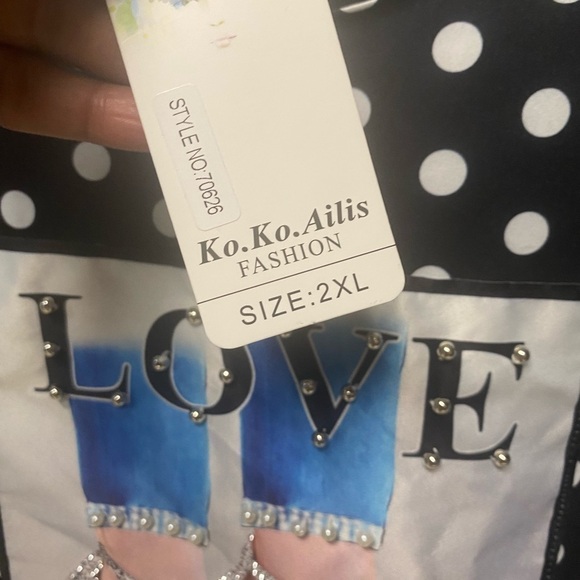 STYLE NO:70626
Ko.Ko.Ailis
FASHION
SIZE:2XL
LOVE